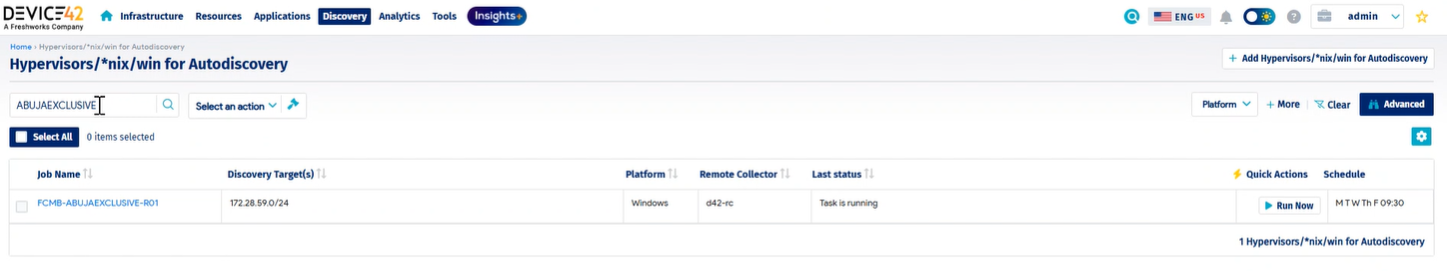 DEVICE42
A Freshworks Company
Infrastructure Resources Applications Discovery Analytics Tools Insights+ ENG US ? admin
Home › Hypervisors/*nix/win for Autodiscovery
Hypervisors/*nix/win for Autodiscovery
+ Add Hypervisors/*nix/win for Autodiscovery
ABUJAEXCLUSIVE Select an action Platform + More Clear Advanced
Select All 0 items selected
Job Name Discovery Target(s) Platform Remote Collector Last status Quick Actions Schedule
FCMB-ABUJAEXCLUSIVE-R01 172.28.59.0/24 Windows d42-rc Task is running Run Now M T W Th F 09:30
1 Hypervisors/*nix/win for Autodiscovery